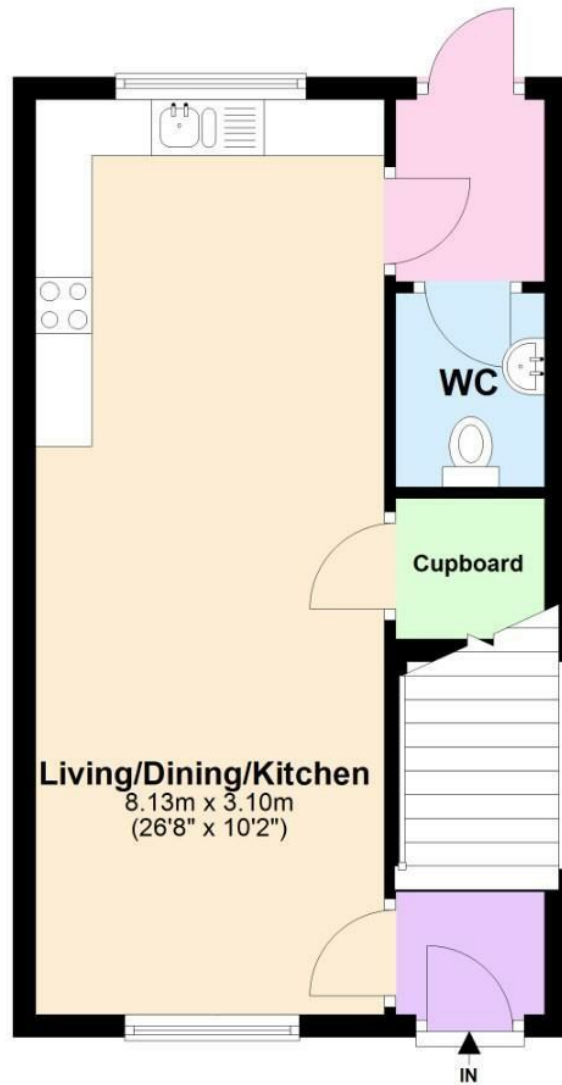 WC
Cupboard
Living/Dining/Kitchen
8.13m x 3.10m
(26'8" x 10'2")
IN